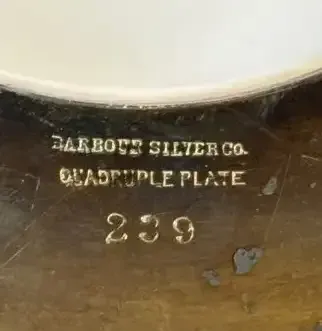 BARBOUR SILVER CO.
QUADRUPLE PLATE
239